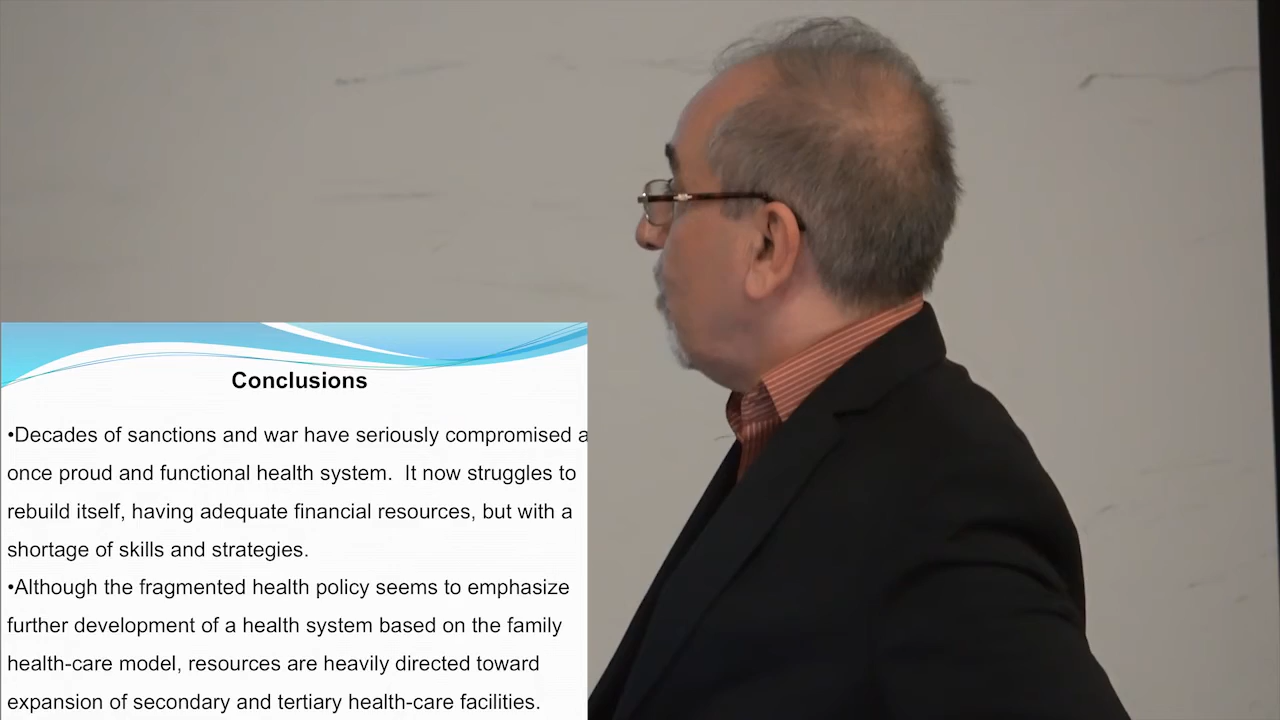 Conclusions
•Decades of sanctions and war have seriously compromised a
once proud and functional health system.  It now struggles to
rebuild itself, having adequate financial resources, but with a
shortage of skills and strategies.
•Although the fragmented health policy seems to emphasize
further development of a health system based on the family
health-care model, resources are heavily directed toward
expansion of secondary and tertiary health-care facilities.